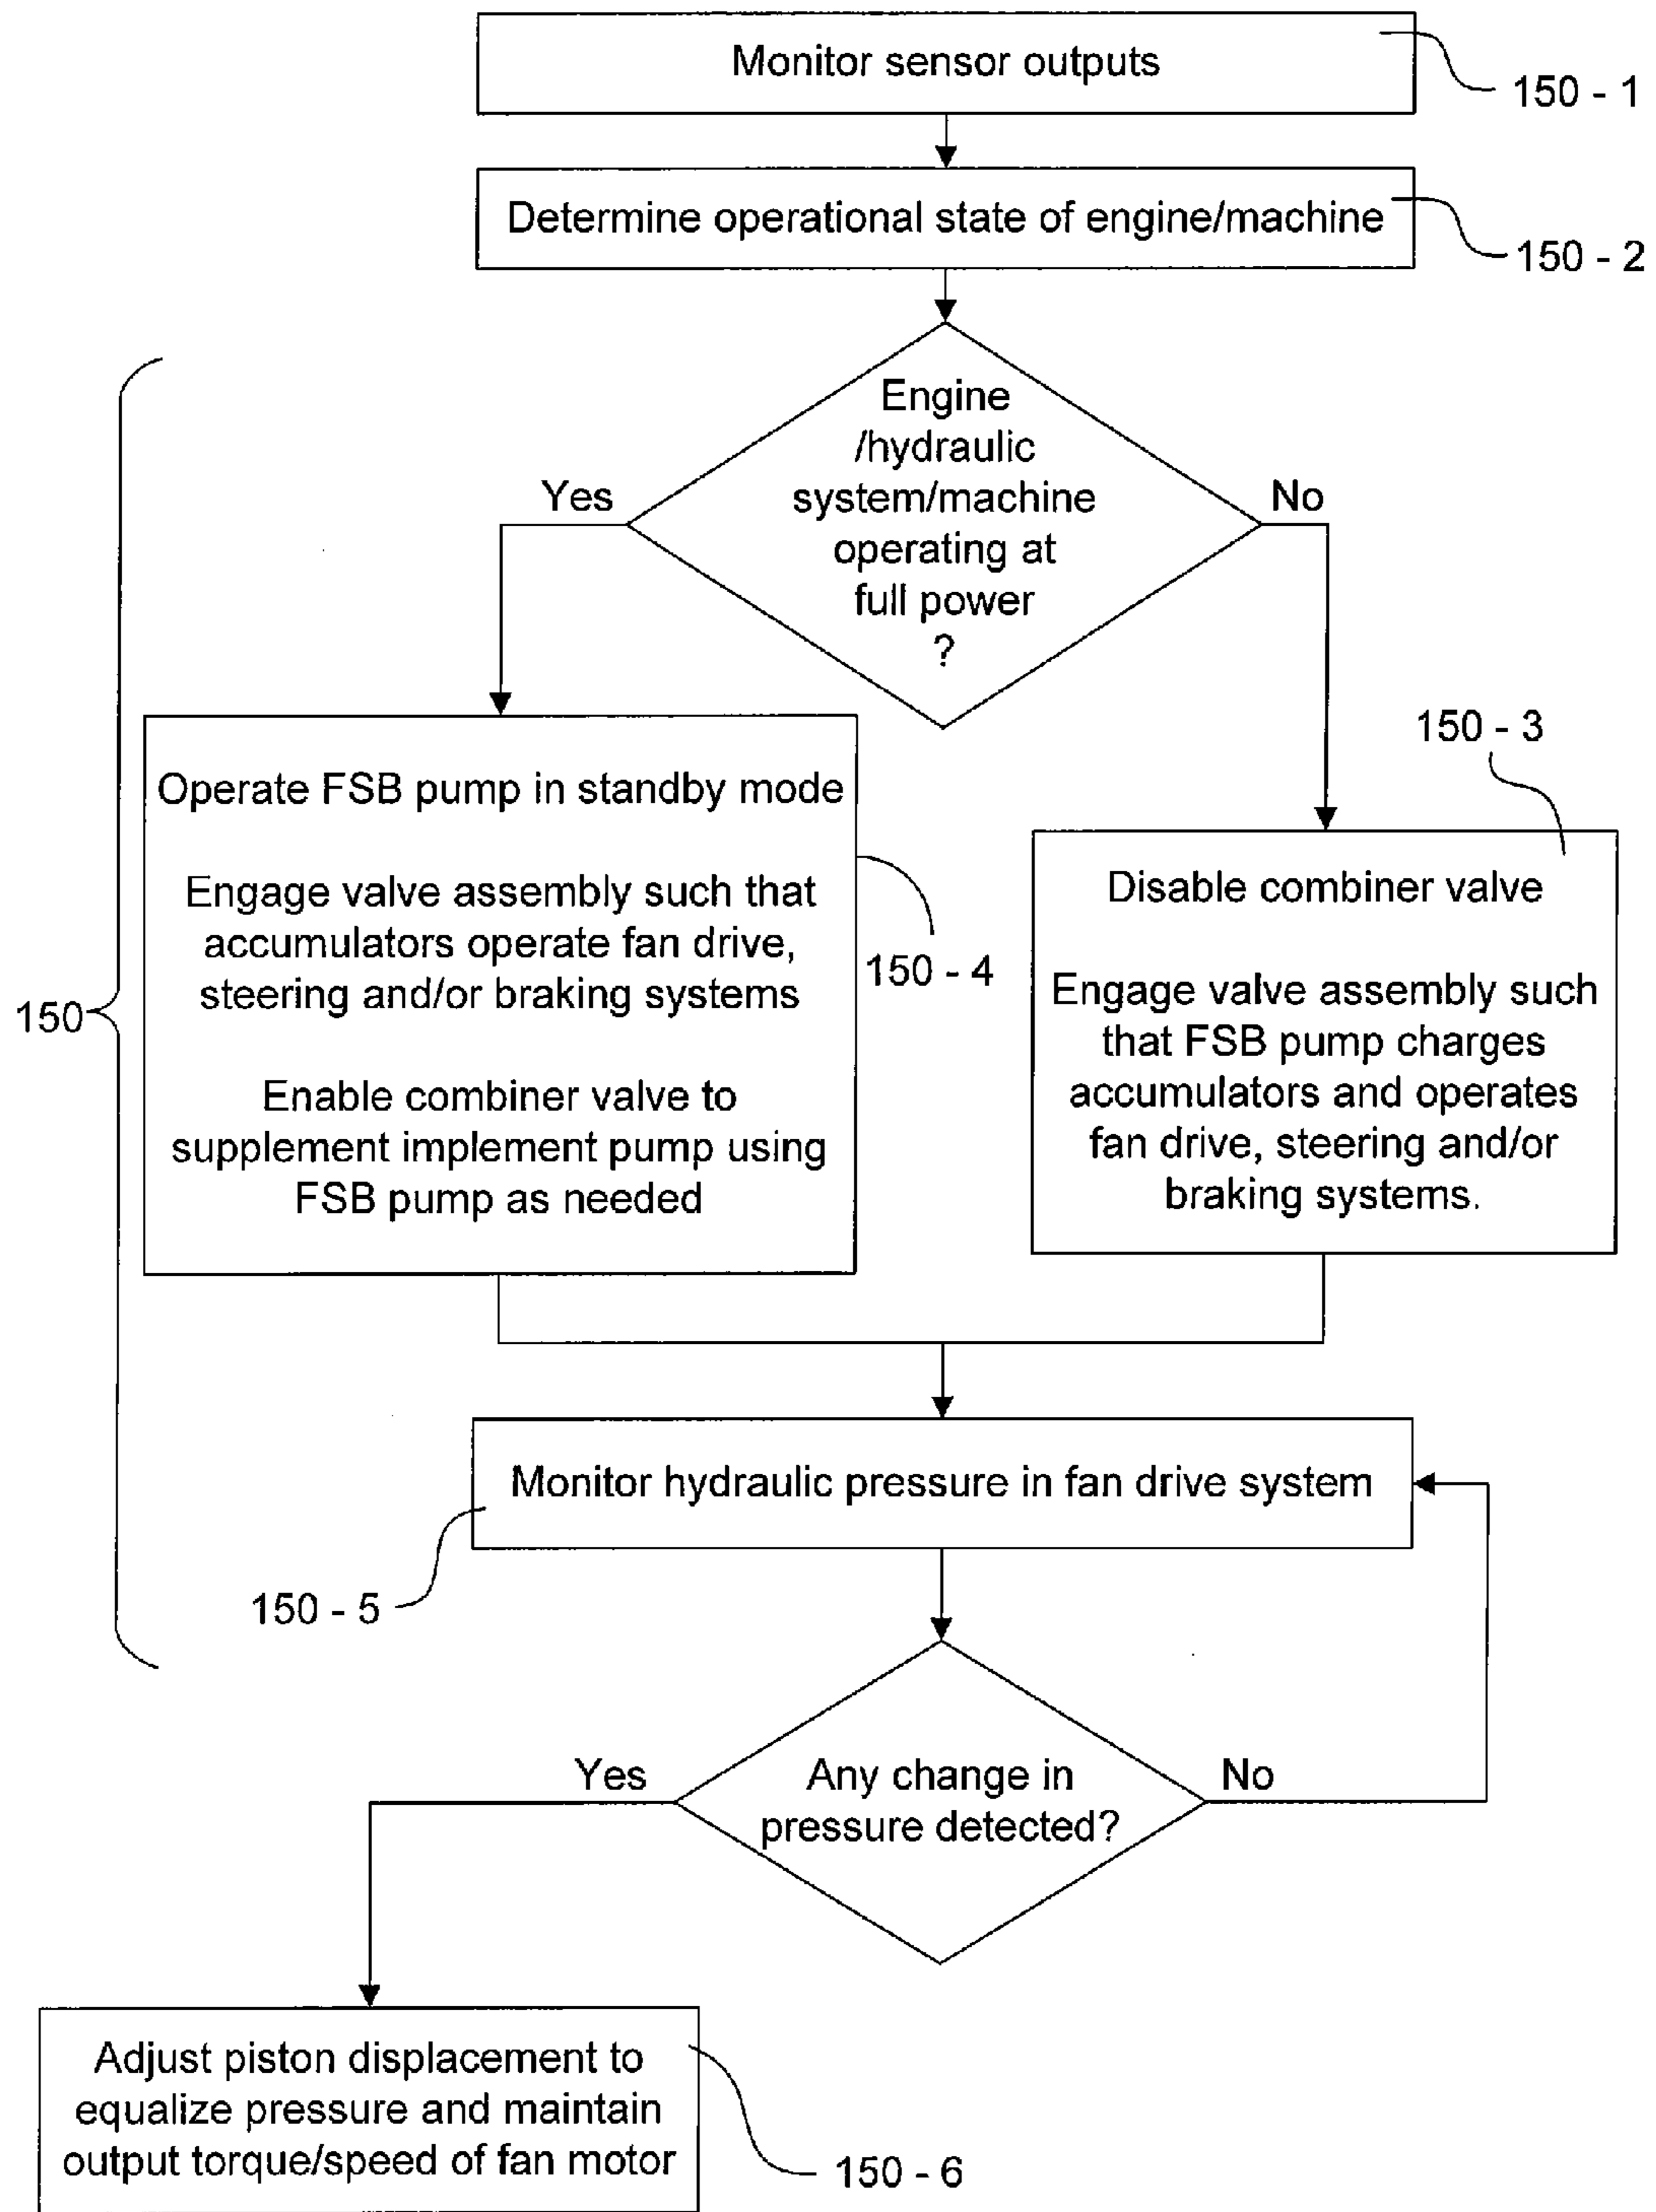 Monitor sensor outputs
150 - 1
Determine operational state of engine/machine
150 - 2
Engine
/hydraulic
system/machine
operating at
full power
?
Yes
No
150 - 3
Operate FSB pump in standby mode
Engage valve assembly such that
accumulators operate fan drive,
steering and/or braking systems
Enable combiner valve to
supplement implement pump using
FSB pump as needed
150 - 4
Disable combiner valve
Engage valve assembly such
that FSB pump charges
accumulators and operates
fan drive, steering and/or
braking systems.
150
Monitor hydraulic pressure in fan drive system
150 - 5
Any change in
pressure detected?
Yes
No
Adjust piston displacement to
equalize pressure and maintain
output torque/speed of fan motor
150 - 6